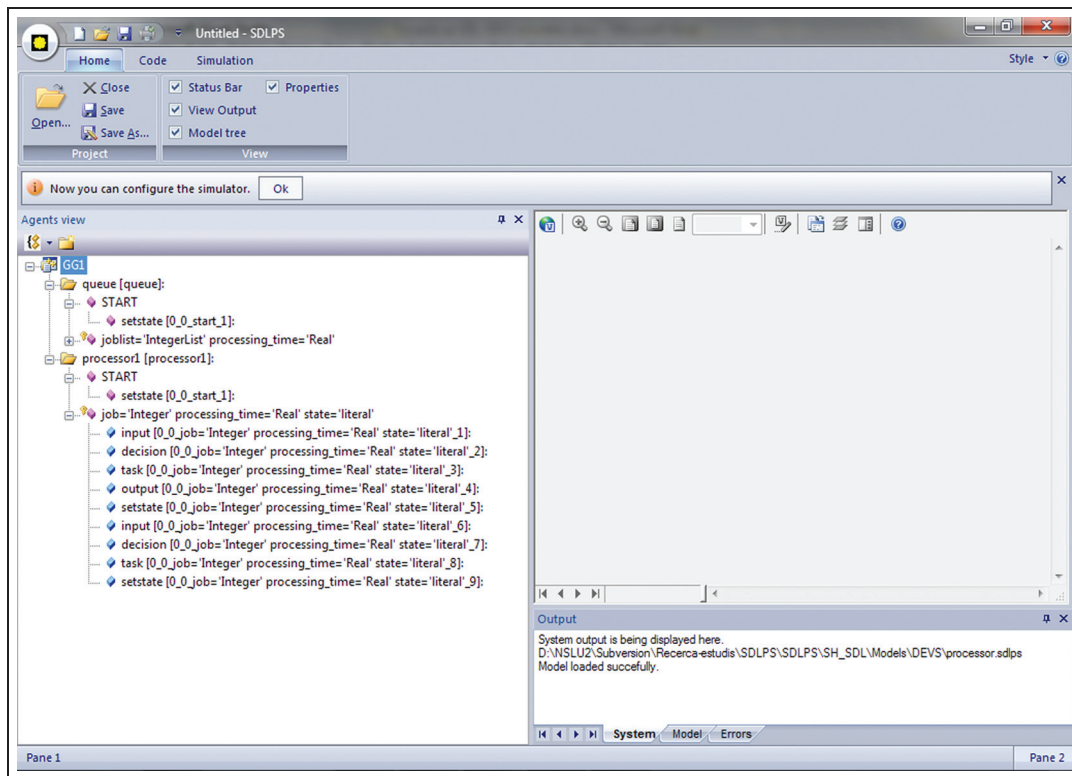 Untitled - SDLPS
Home Code Simulation Style
Open...
Close
Save
Save As...
Project
Status Bar Properties
View Output
Model tree
View
Now you can configure the simulator. Ok
Agents view
GG1
queue [queue]:
START
setstate [0_0_start_1]:
joblist='IntegerList' processing_time='Real'
processor1 [processor1]:
START
setstate [0_0_start_1]:
job='Integer' processing_time='Real' state='literal'
input [0_0_job='Integer' processing_time='Real' state='literal'_1]:
decision [0_0_job='Integer' processing_time='Real' state='literal'_2]:
task [0_0_job='Integer' processing_time='Real' state='literal'_3]:
output [0_0_job='Integer' processing_time='Real' state='literal'_4]:
setstate [0_0_job='Integer' processing_time='Real' state='literal'_5]:
input [0_0_job='Integer' processing_time='Real' state='literal'_6]:
decision [0_0_job='Integer' processing_time='Real' state='literal'_7]:
task [0_0_job='Integer' processing_time='Real' state='literal'_8]:
setstate [0_0_job='Integer' processing_time='Real' state='literal'_9]:
Output
System output is being displayed here.
D:\NSLU2\Subversion\Recerca-estudis\SDLPS\SDLPS\SH_SDL\Models\DEVS\processor.sdlps
Model loaded succefully.
System Model Errors
Pane 1 Pane 2